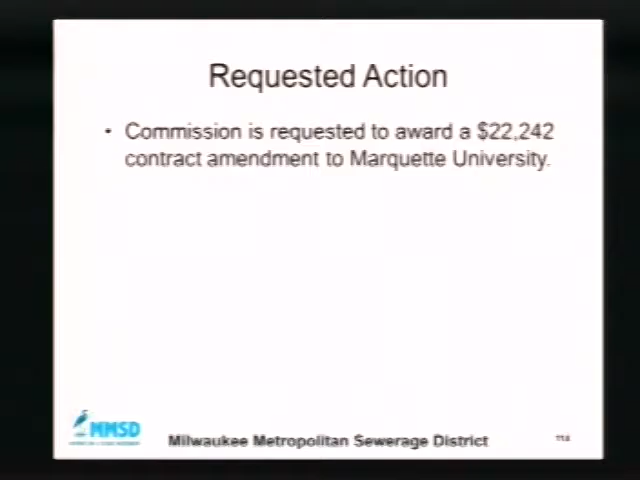 Requested Action
• Commission is requested to award a $22,242
contract amendment to Marquette University.
MMSD
Milwaukee Metropolitan Sewerage District